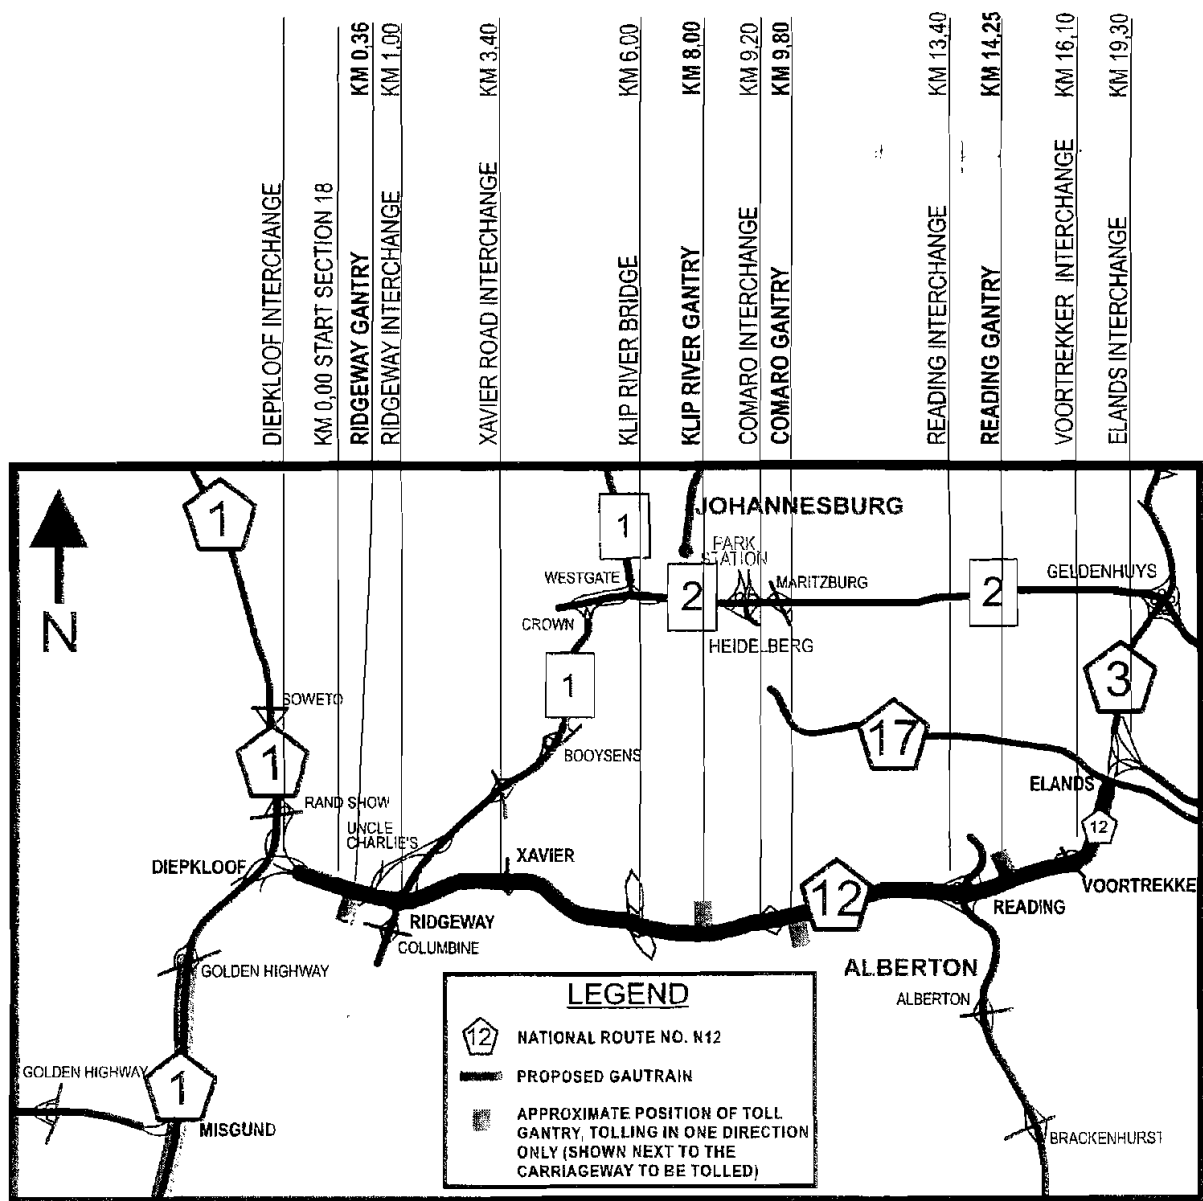 DIEPKLOOF INTERCHANGE
KM 0,00 START SECTION 18
RIDGEWAY GANTRY KM 0,36
RIDGEWAY INTERCHANGE KM 1,00
XAVIER ROAD INTERCHANGE KM 3,40
KLIP RIVER BRIDGE KM 6,00
KLIP RIVER GANTRY KM 8,00
COMARO INTERCHANGE KM 9,20
COMARO GANTRY KM 9,80
READING INTERCHANGE KM 13,40
READING GANTRY KM 14,25
VOORTREKKER INTERCHANGE KM 16,10
ELANDS INTERCHANGE KM 19,30
N
1
1
JOHANNESBURG
PARK
STATION
WESTGATE
2
MARITZBURG
2
GELDENHUYS
CROWN
HEIDELBERG
1
3
SOWETO
17
1
BOOYSENS
ELANDS
RAND SHOW
UNCLE
CHARLIE'S
12
XAVIER
DIEPKLOOF
VOORTREKKE
12
READING
RIDGEWAY
COLUMBINE
GOLDEN HIGHWAY
ALBERTON
ALBERTON
GOLDEN HIGHWAY
1
MISGUND
BRACKENHURST
LEGEND
12 NATIONAL ROUTE NO. N12
PROPOSED GAUTRAIN
APPROXIMATE POSITION OF TOLL
GANTRY, TOLLING IN ONE DIRECTION
ONLY (SHOWN NEXT TO THE
CARRIAGEWAY TO BE TOLLED)